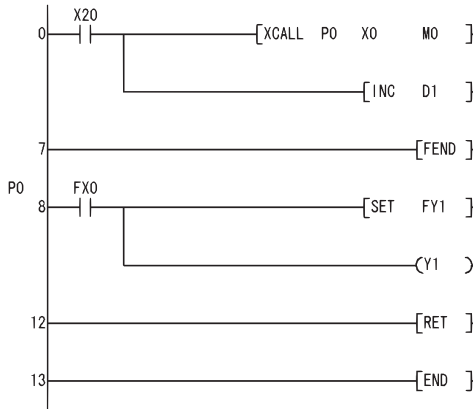 X20
0 [XCALL P0 X0 M0 ]
[INC D1 ]
7 [FEND ]
P0 FX0
8 [SET FY1 ]
(Y1 )
12 [RET ]
13 [END ]